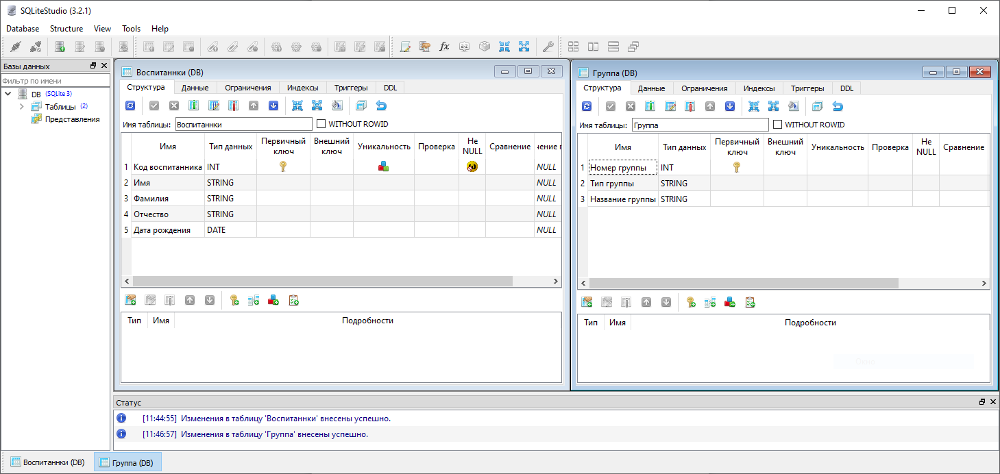 SQLiteStudio (3.2.1)
Database Structure View Tools Help
Базы данных
Фильтр по имени
DB (SQLite 3)
Таблицы (2)
Представления
Воспитаннки (DB)
Структура Данные Ограничения Индексы Триггеры DDL
Имя таблицы: Воспитаннки WITHOUT ROWID
Имя Тип данных Первичный ключ Внешний ключ Уникальность Проверка Не NULL Сравнение
1 Код воспитанника INT NULL
2 Имя STRING NULL
3 Фамилия STRING NULL
4 Отчество STRING NULL
5 Дата рождения DATE NULL
Тип Имя Подробности
Группа (DB)
Структура Данные Ограничения Индексы Триггеры DDL
Имя таблицы: Группа WITHOUT ROWID
Имя Тип данных Первичный ключ Внешний ключ Уникальность Проверка Не NULL Сравнение
1 Номер группы INT
2 Тип группы STRING
3 Название группы STRING
Тип Имя Подробности
Статус
[11:44:55] Изменения в таблицу 'Воспитаннки' внесены успешно.
[11:46:57] Изменения в таблицу 'Группа' внесены успешно.
Воспитаннки (DB) Группа (DB)